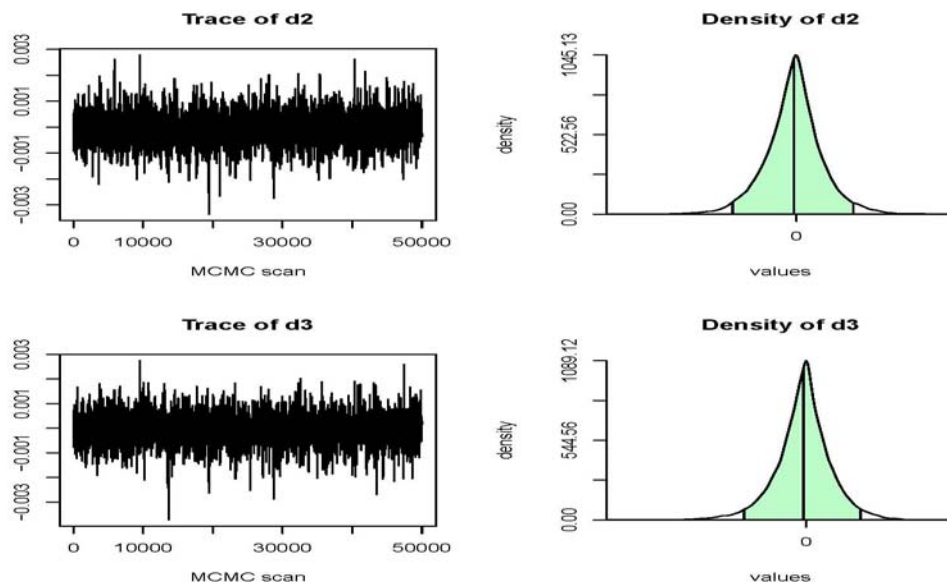 Trace of d2
0.003
0.001
−0.001
−0.003
0
10000
30000
50000
MCMC scan
Density of d2
1045.13
522.56
0.00
density
0
values
Trace of d3
0.003
0.001
−0.001
−0.003
0
10000
30000
50000
MCMC scan
Density of d3
1089.12
544.56
0.00
density
0
values